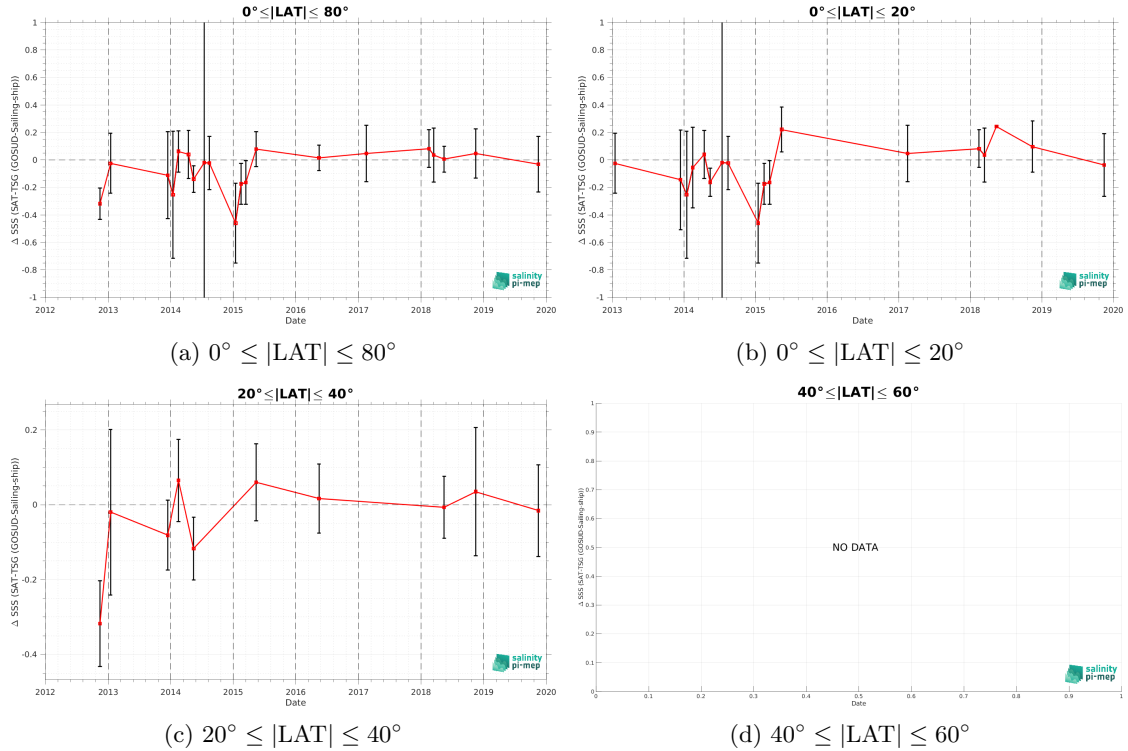 0°≤|LAT|≤ 80°
Δ SSS (SAT-TSG (GOSUD-Sailing-ship))
1
0.8
0.6
0.4
0.2
0
-0.2
-0.4
-0.6
-0.8
-1
2012 2013 2014 2015 2016 2017 2018 2019 2020
Date
salinity
pi-mep
(a) 0° ≤ |LAT| ≤ 80°
0°≤|LAT|≤ 20°
Δ SSS (SAT-TSG (GOSUD-Sailing-ship))
1
0.8
0.6
0.4
0.2
0
-0.2
-0.4
-0.6
-0.8
-1
2013 2014 2015 2016 2017 2018 2019 2020
Date
salinity
pi-mep
(b) 0° ≤ |LAT| ≤ 20°
20°≤|LAT|≤ 40°
Δ SSS (SAT-TSG (GOSUD-Sailing-ship))
0.2
0
-0.2
-0.4
2012 2013 2014 2015 2016 2017 2018 2019 2020
Date
salinity
pi-mep
(c) 20° ≤ |LAT| ≤ 40°
40°≤|LAT|≤ 60°
Δ SSS (SAT-TSG (GOSUD-Sailing-ship))
1
0.9
0.8
0.7
0.6
0.5
0.4
0.3
0.2
0.1
0
NO DATA
0 0.1 0.2 0.3 0.4 0.5 0.6 0.7 0.8 0.9 1
Date
salinity
pi-mep
(d) 40° ≤ |LAT| ≤ 60°